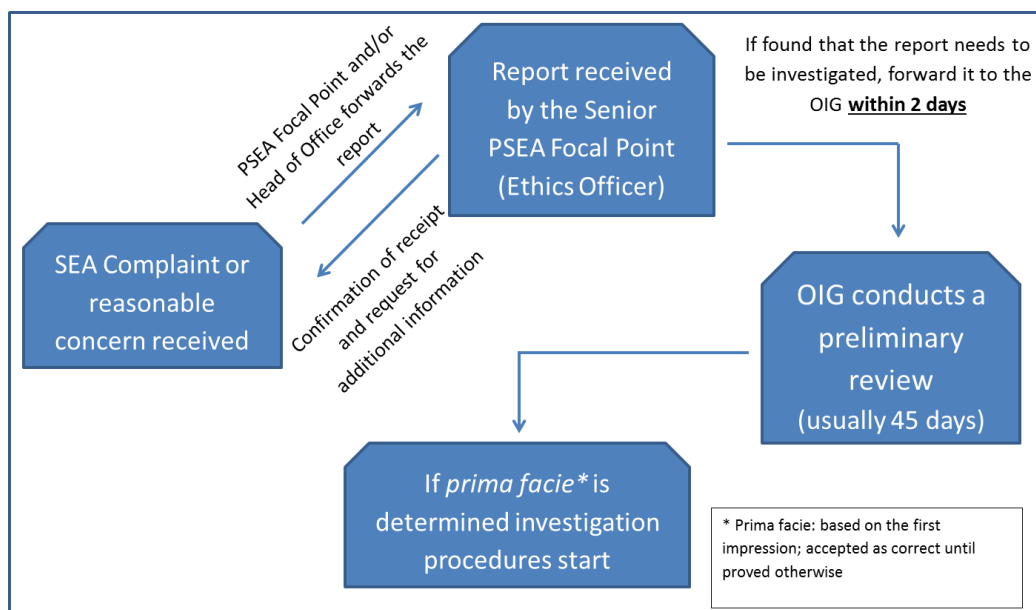 SEA Complaint or
reasonable
concern received
PSEA Focal Point and/or
Head of Office forwards the
report
Confirmation of receipt
and request for
additional information
Report received
by the Senior
PSEA Focal Point
(Ethics Officer)
If found that the report needs to
be investigated, forward it to the
OIG within 2 days
OIG conducts a
preliminary
review
(usually 45 days)
If prima facie* is
determined investigation
procedures start
* Prima facie: based on the first
impression; accepted as correct until
proved otherwise